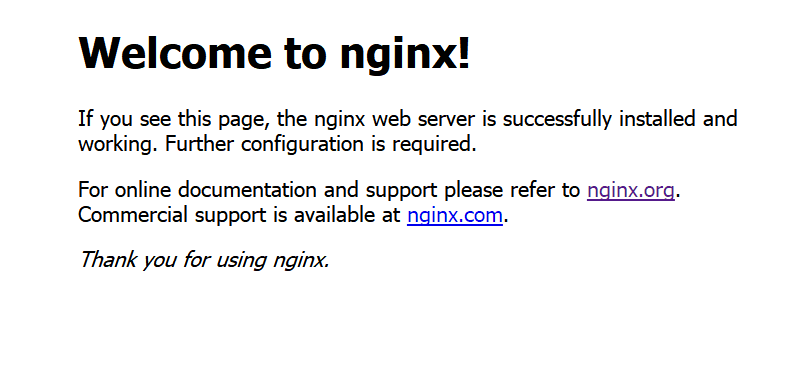 Welcome to nginx!
If you see this page, the nginx web server is successfully installed and
working. Further configuration is required.
For online documentation and support please refer to nginx.org.
Commercial support is available at nginx.com.
Thank you for using nginx.